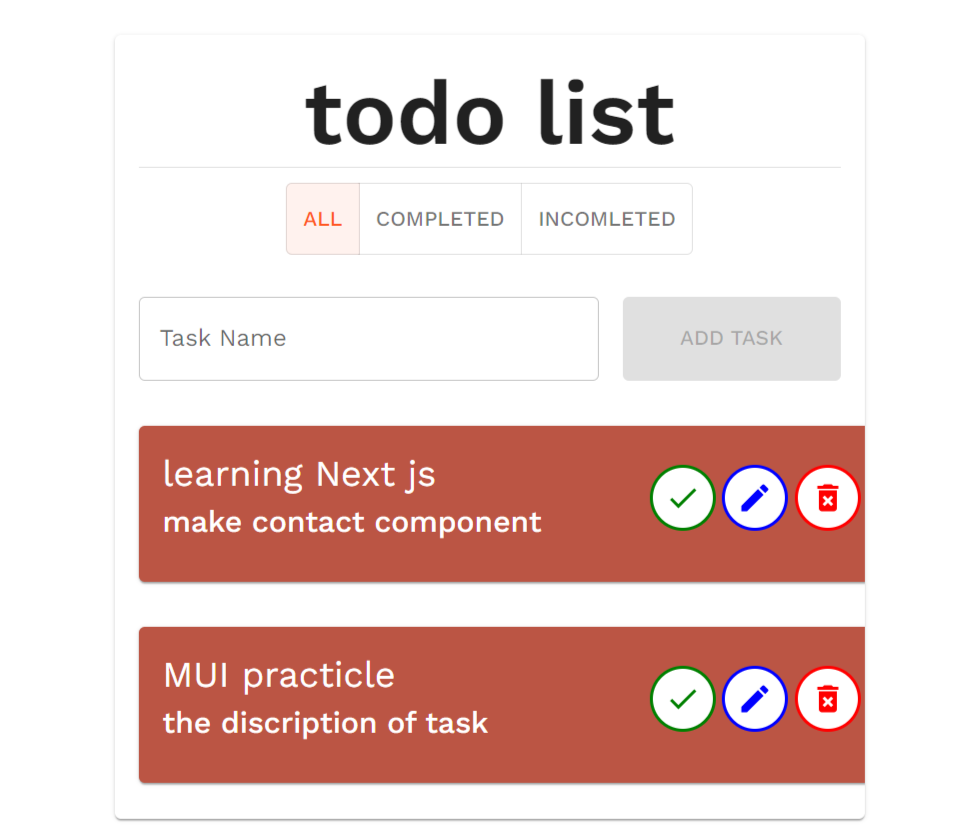 todo list
ALL COMPLETED INCOMLETED
Task Name ADD TASK
learning Next js
make contact component
MUI practicle
the discription of task